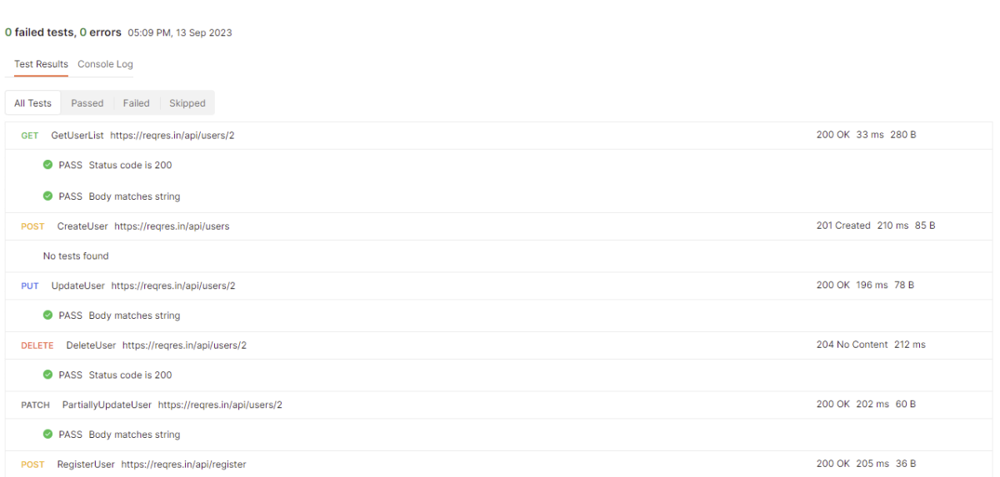 0 failed tests, 0 errors 05:09 PM, 13 Sep 2023
Test Results Console Log
All Tests Passed Failed Skipped
GET GetUserList https://reqres.in/api/users/2 200 OK 33 ms 280 B
PASS Status code is 200
PASS Body matches string
POST CreateUser https://reqres.in/api/users 201 Created 210 ms 85 B
No tests found
PUT UpdateUser https://reqres.in/api/users/2 200 OK 196 ms 78 B
PASS Body matches string
DELETE DeleteUser https://reqres.in/api/users/2 204 No Content 212 ms
PASS Status code is 200
PATCH PartiallyUpdateUser https://reqres.in/api/users/2 200 OK 202 ms 60 B
PASS Body matches string
POST RegisterUser https://reqres.in/api/register 200 OK 205 ms 36 B